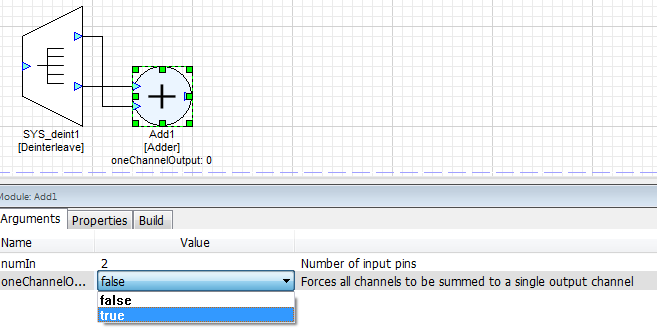 SYS_deint1
[Deinterleave]
Add1
[Adder]
oneChannelOutput: 0
Module: Add1
Arguments Properties Build
Name Value
numIn 2 Number of input pins
oneChannelO... false Forces all channels to be summed to a single output channel
false
true